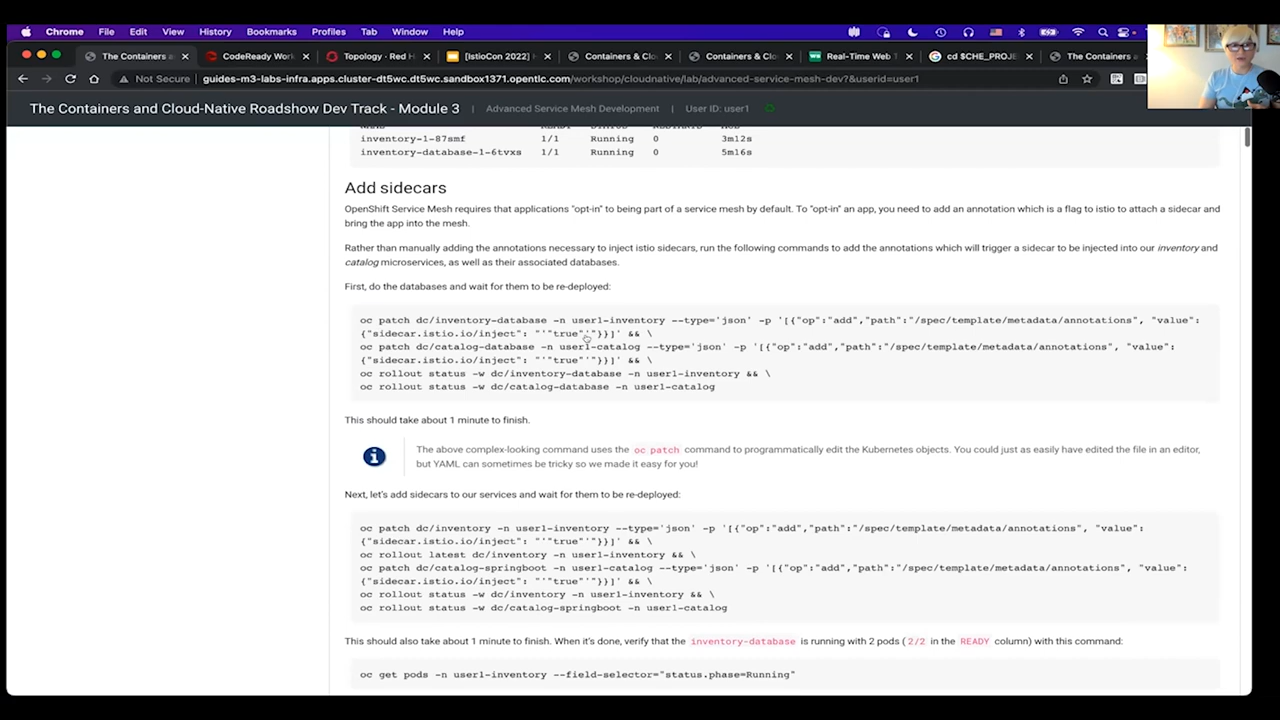 Chrome File Edit View History Bookmarks Profiles Tab Window Help
The Containers a CodeReady Work Topology - Red H [IstioCon 2022] Containers & Clo Containers & Clo Real-Time Web cd $CHE_PROJE The Containers a
Not Secure guides-m3-labs-infra.apps.cluster-dt5wc.dt5wc.sandbox1371.opentlc.com/workshop/cloudnative/lab/advanced-service-mesh-dev?&userid=user1
The Containers and Cloud-Native Roadshow Dev Track - Module 3 | Advanced Service Mesh Development | User ID: user1
inventory-1-87smf 1/1 Running 0 3m12s
inventory-database-1-6tvxs 1/1 Running 0 5m16s
Add sidecars
OpenShift Service Mesh requires that applications "opt-in" to being part of a service mesh by default. To "opt-in" an app, you need to add an annotation which is a flag to istio to attach a sidecar and
bring the app into the mesh.
Rather than manually adding the annotations necessary to inject istio sidecars, run the following commands to add the annotations which will trigger a sidecar to be injected into our inventory and
catalog microservices, as well as their associated databases.
First, do the databases and wait for them to be re-deployed:
oc patch dc/inventory-database -n user1-inventory --type='json' -p '[{"op":"add","path":"/spec/template/metadata/annotations", "value":
{"sidecar.istio.io/inject": "'"true"'"}}]' && \
oc patch dc/catalog-database -n user1-catalog --type='json' -p '[{"op":"add","path":"/spec/template/metadata/annotations", "value":
{"sidecar.istio.io/inject": "'"true"'"}}]' && \
oc rollout status -w dc/inventory-database -n user1-inventory && \
oc rollout status -w dc/catalog-database -n user1-catalog
This should take about 1 minute to finish.
The above complex-looking command uses the oc patch command to programmatically edit the Kubernetes objects. You could just as easily have edited the file in an editor,
but YAML can sometimes be tricky so we made it easy for you!
Next, let's add sidecars to our services and wait for them to be re-deployed:
oc patch dc/inventory -n user1-inventory --type='json' -p '[{"op":"add","path":"/spec/template/metadata/annotations", "value":
{"sidecar.istio.io/inject": "'"true"'"}}]' && \
oc rollout latest dc/inventory -n user1-inventory && \
oc patch dc/catalog-springboot -n user1-catalog --type='json' -p '[{"op":"add","path":"/spec/template/metadata/annotations", "value":
{"sidecar.istio.io/inject": "'"true"'"}}]' && \
oc rollout status -w dc/inventory -n user1-inventory && \
oc rollout status -w dc/catalog-springboot -n user1-catalog
This should also take about 1 minute to finish. When it's done, verify that the inventory-database is running with 2 pods ( 2/2 in the READY column) with this command:
oc get pods -n user1-inventory --field-selector="status.phase=Running"